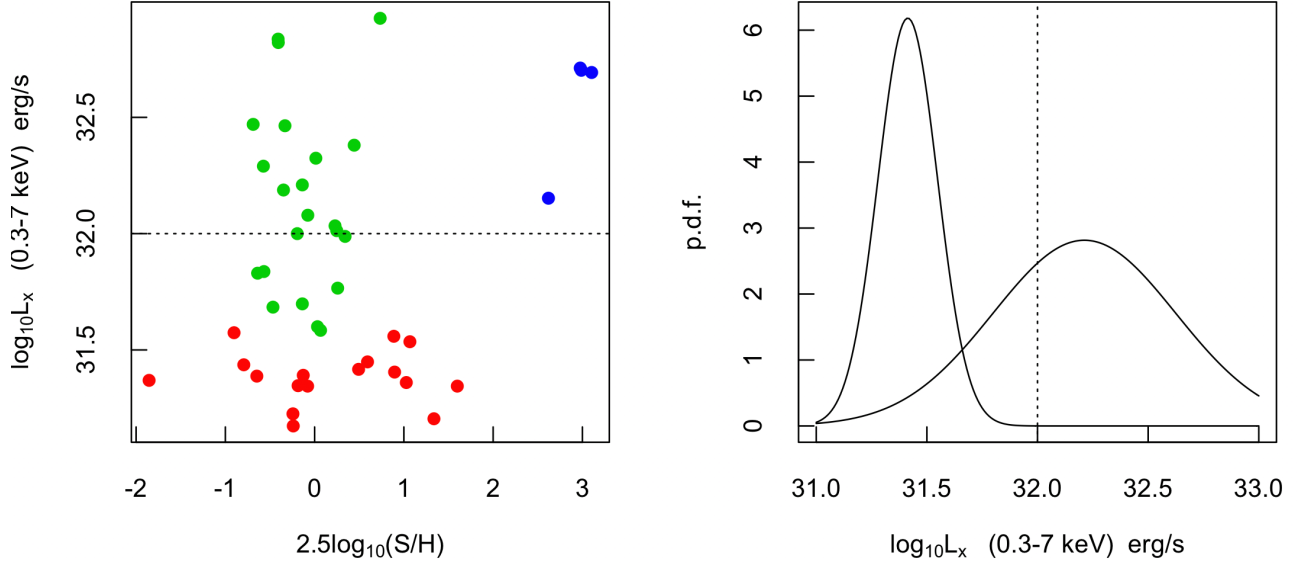 log₁₀Lₓ (0.3-7 keV) erg/s
32.5
32.0
31.5
-2 -1 0 1 2 3
2.5log₁₀(S/H)
p.d.f.
6
5
4
3
2
1
0
31.0 31.5 32.0 32.5 33.0
log₁₀Lₓ (0.3-7 keV) erg/s